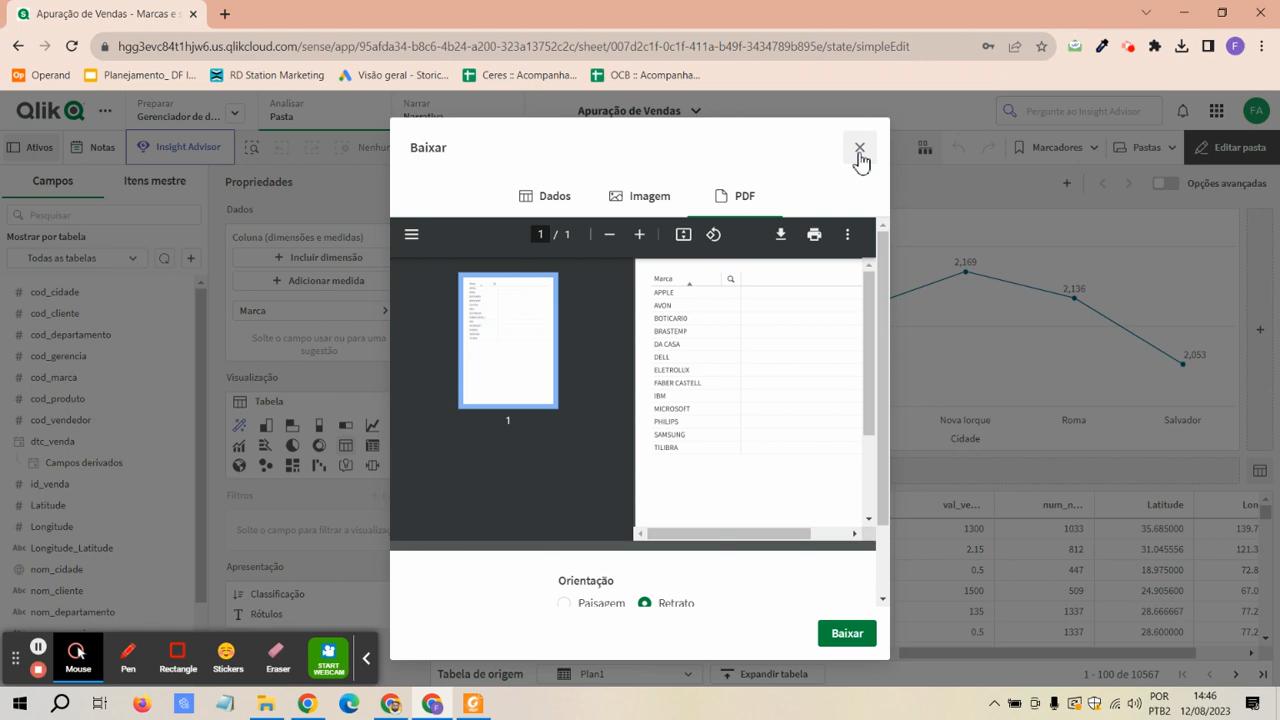 Apuração de Vendas - Marcas e s
hgg3evc84t1hjw6.us.qlikcloud.com/sense/app/95afda34-b8c6-4b24-a200-323a13752c2c/sheet/007d2c1f-0c1f-411a-b49f-3434789b895e/state/simpleEdit
F
Operand
Planejamento_ DF I...
RD Station Marketing
Visão geral - Storic...
Ceres :: Acompanha...
OCB :: Acompanha...
Qlik
Preparar
Gerenciador de d...
Analisar
Pasta
Narrar
Narrativa
Apuração de Vendas
Pergunte ao Insight Advisor
FA
Ativos
Notas
Insight Advisor
Marcadores
Pastas
Editar pasta
Campos
Itens mestre
Propriedades
Opções avançadas
Pesquisar
Mostrar por tabela
Todas as tabelas
cod_cidade
cod_cliente
cod_departamento
cod_gerencia
cod_marca
cod_produto
cod_vendedor
dtc_venda
Campos derivados
id_venda
Latitude
Longitude
Abc Longitude_Latitude
nom_cidade
Abc nom_cliente
Abc nom_departamento
Dados
Coluna (dimensões e medidas)
Incluir dimensão
Adicionar medida
Marca
Solte o campo usar ou para uma
sugestão
Visualização
Tabela
Filtros
Solte o campo para filtrar a visualiza
Apresentação
Classificação
Rótulos
Baixar
Dados
Imagem
PDF
1 / 1
1
Marca
APPLE
AVON
BOTICARIO
BRASTEMP
DA CASA
DELL
ELETROLUX
FABER CASTELL
IBM
MICROSOFT
PHILIPS
SAMSUNG
TILIBRA
Orientação
Paisagem
Retrato
Baixar
2,169
2,136
2,053
Nova Iorque
Roma
Salvador
Cidade
val_ve...
num_n...
Latitude
Lon
1300 1033 35.685000 139.7
2.15 812 31.045556 121.3
0.5 447 18.975000 72.8
1500 509 24.905000 67.0
135 1337 28.666667 77.2
0.5 1337 28.600000 77.2
Tabela de origem
Plan1
Expandir tabela
1 - 100 de 10567
Mouse
Pen
Rectangle
Stickers
Eraser
START
WEBCAM
POR
PTB2
14:46
12/08/2023